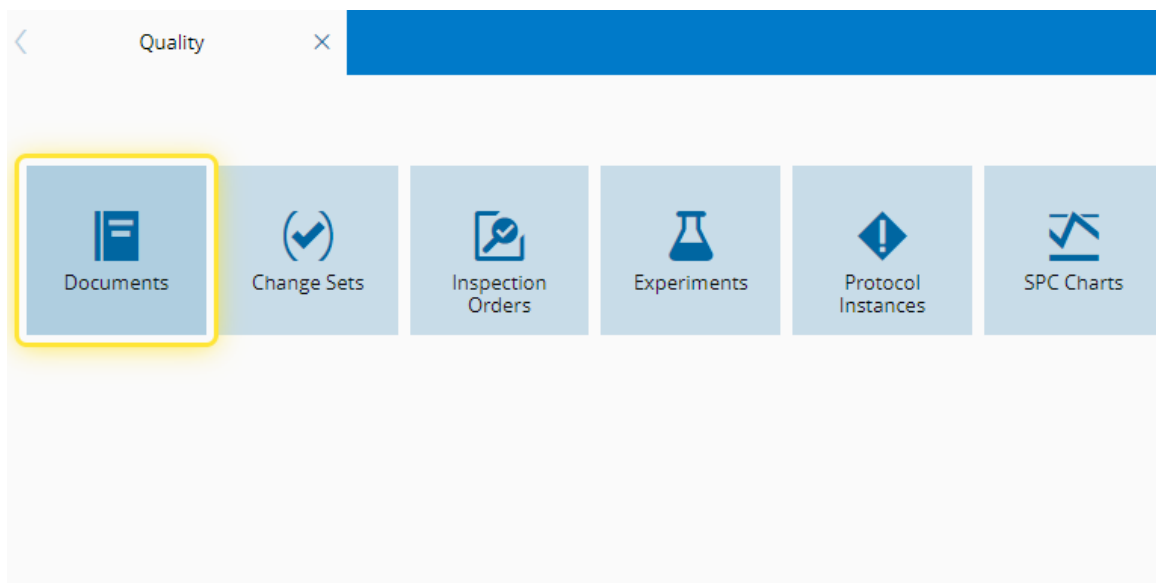 Quality
Documents
Change Sets
Inspection
Orders
Experiments
Protocol
Instances
SPC Charts